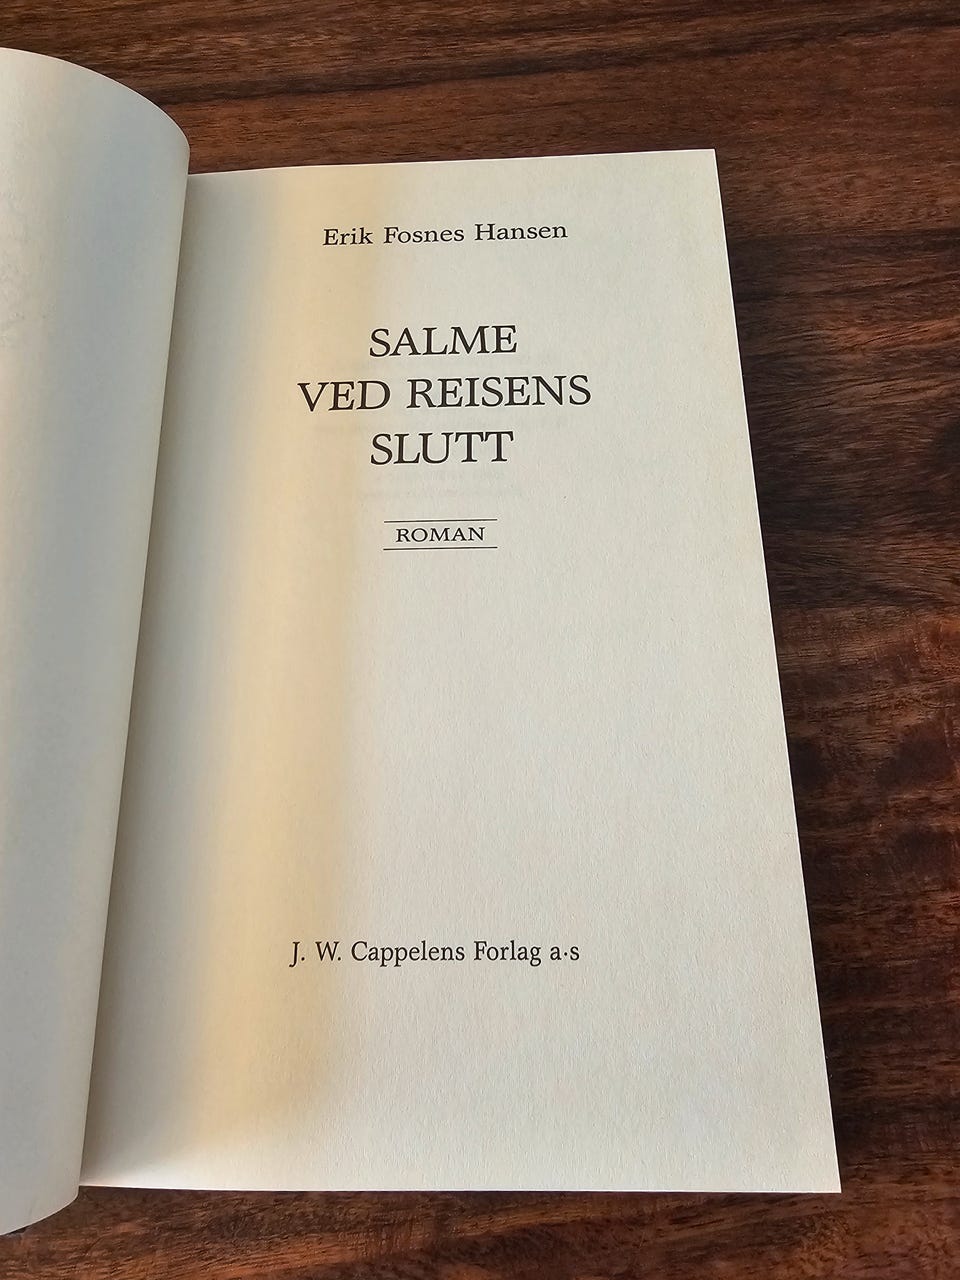 Erik Fosnes Hansen
SALME
VED REISENS
SLUTT
ROMAN
J. W. Cappelens Forlag a·s